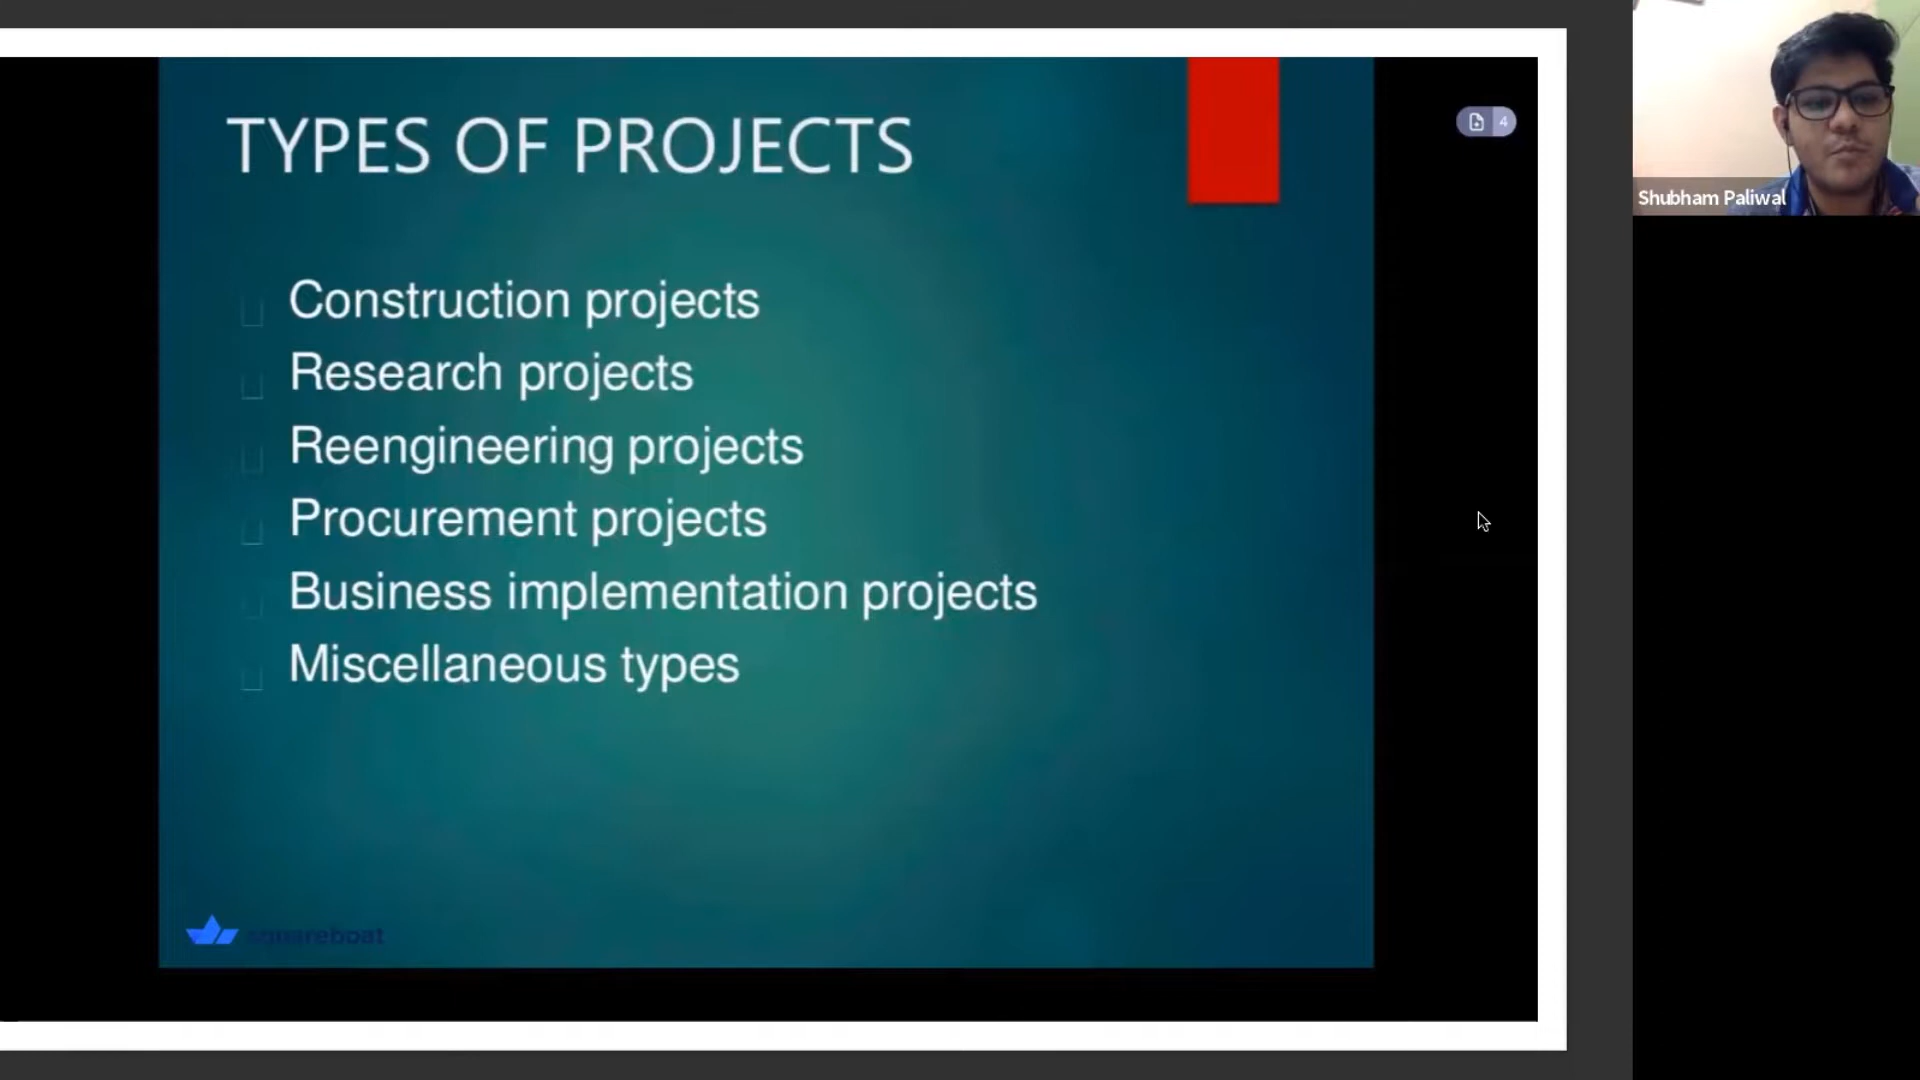 TYPES OF PROJECTS
4
Shubham Paliwal
Construction projects
Research projects
Reengineering projects
Procurement projects
Business implementation projects
Miscellaneous types
squareboat